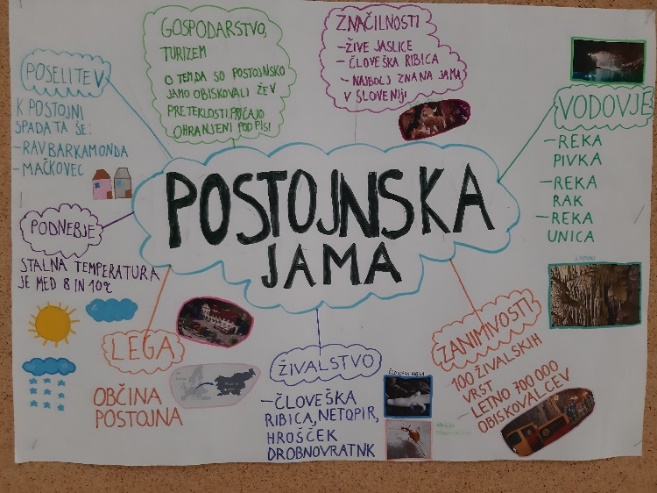 POSTOJNSKA
JAMA
POSELITEV
K POSTOJNI
SPADATA ŠE:
- RAVBARKAMONDA
- MAČKOVEC
GOSPODARSTVO,
TURIZEM
O TEM DA SO POSTOJNSKO
JAMO OBISKOVALI ŽE V
PRETEKLOSTI PRIČAJO
OHRANJENI PODPISI!
ZNAČILNOSTI
- ŽIVE JASLICE
- ČLOVEŠKA RIBICA
- NAJBOLJ ZNANA JAMA
V SLOVENIJI
VODOVJE
- REKA
PIVKA
- REKA
RAK
- REKA
UNICA
PODNEBJE
STALNA TEMPERATURA
JE MED 8 IN 10°C
LEGA
OBČINA
POSTOJNA
ŽIVALSTVO
- ČLOVEŠKA
RIBICA, NETOPIR,
HROŠČEK
DROBNOVRATNK
ZANIMIVOSTI
100 ŽIVALSKIH
VRST
LETNO 700 000
OBISKOVALCEV